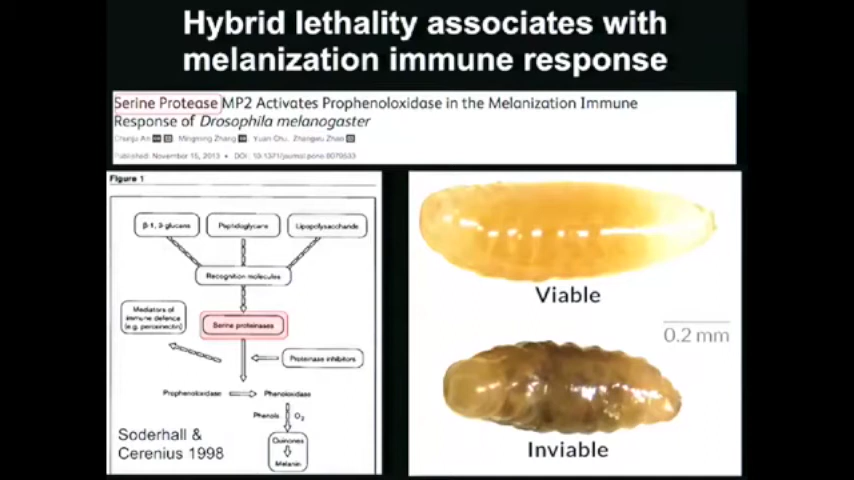 Hybrid lethality associates with
melanization immune response
Serine Protease MP2 Activates Prophenoloxidase in the Melanization Immune
Response of Drosophila melanogaster
Chunju An Mingming Zhang Yuan Chu Zhangwu Zhao
Published: November 15, 2013 • DOI: 10.1371/journal.pone.0079533
Figure 1
β-1, 3-glucans
Peptidoglycans
Lipopolysaccharide
Recognition molecules
Mediators of
immune defence
(e.g. peroxinectin)
Serine proteinases
Proteinase inhibitors
Prophenoloxidase
Phenoloxidase
Phenols
O2
Quinones
Melanin
Soderhall &
Cerenius 1998
Viable
0.2 mm
Inviable